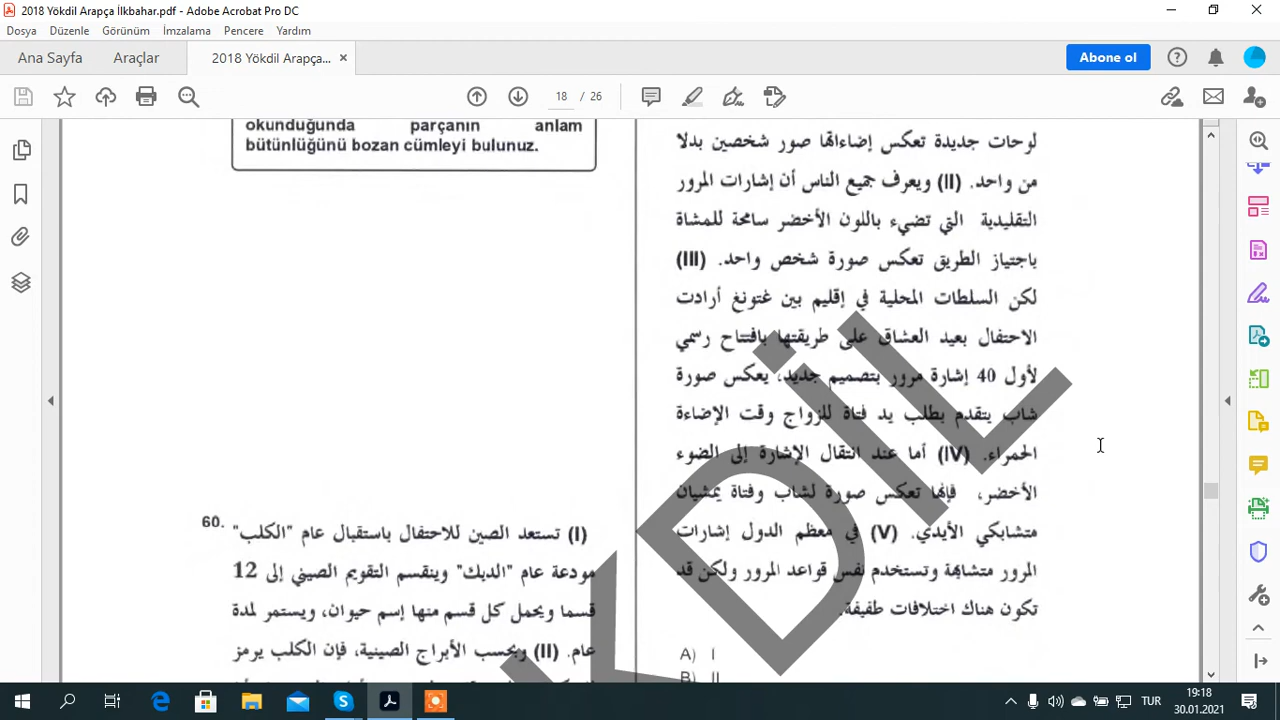 2018 Yökdil Arapça İlkbahar.pdf - Adobe Acrobat Pro DC
Dosya Düzenle Görünüm İmzalama Pencere Yardım
Ana Sayfa Araçlar 2018 Yökdil Arapça... × Abone ol
18 / 26
okunduğunda parçanın anlam
bütünlüğünü bozan cümleyi bulunuz.
60.
(I) تستعد الصين للاحتفال باستقبال عام "الكلب"
مودعة عام "الديك" وينقسم التقويم الصيني إلى 12
قسما ويحمل كل قسم منها إسم حيوان، ويستمر لمدة
عام. (II) وبحسب الأبراج الصينية، فإن الكلب يرمز
لوحات جديدة تعكس إضاءاتها صور شخصين بدلا
من واحد. (II) ويعرف جميع الناس أن إشارات المرور
التقليدية التي تضيء باللون الأخضر سامحة للمشاة
باجتياز الطريق تعكس صورة شخص واحد. (III)
لكن السلطات المحلية في إقليم بين غتونغ أرادت
الاحتفال بعيد العشاق على طريقتها بافتتاح رسمي
لأول 40 إشارة مرور بتصميم جديد، يعكس صورة
شاب يتقدم بطلب يد فتاة للزواج وقت الإضاءة
الحمراء. (IV) أما عند انتقال الإشارة إلى الضوء
الأخضر، فإنها تعكس صورة لشاب وفتاة يمشيان
متشابكي الأيدي. (V) في معظم الدول إشارات
المرور متشابهة وتستخدم نفس قواعد المرور ولكن قد
تكون هناك اختلافات طفيفة.
A) I
B) II
TUR
19:18
30.01.2021